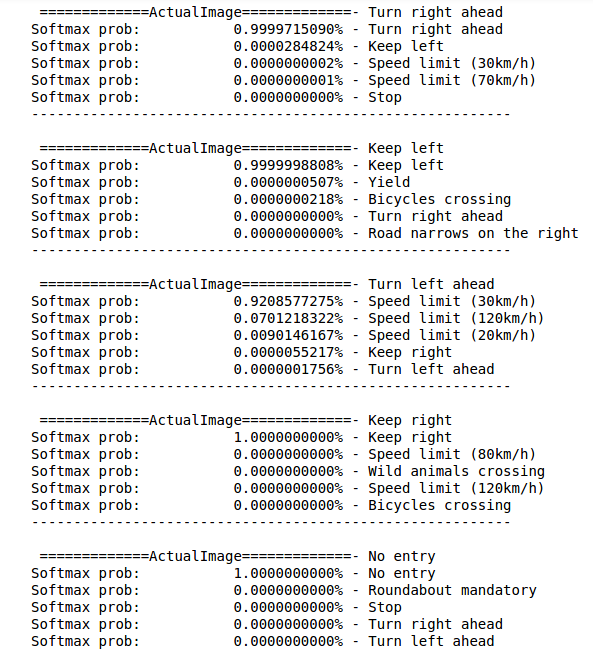 =============ActualImage=============- Turn right ahead
Softmax prob: 0.9999715090% - Turn right ahead
Softmax prob: 0.0000284824% - Keep left
Softmax prob: 0.0000000002% - Speed limit (30km/h)
Softmax prob: 0.0000000001% - Speed limit (70km/h)
Softmax prob: 0.0000000000% - Stop
---------------------------------------------------------
=============ActualImage=============- Keep left
Softmax prob: 0.9999998808% - Keep left
Softmax prob: 0.0000000507% - Yield
Softmax prob: 0.0000000218% - Bicycles crossing
Softmax prob: 0.0000000000% - Turn right ahead
Softmax prob: 0.0000000000% - Road narrows on the right
---------------------------------------------------------
=============ActualImage=============- Turn left ahead
Softmax prob: 0.9208577275% - Speed limit (30km/h)
Softmax prob: 0.0701218322% - Speed limit (120km/h)
Softmax prob: 0.0090146167% - Speed limit (20km/h)
Softmax prob: 0.0000055217% - Keep right
Softmax prob: 0.0000001756% - Turn left ahead
---------------------------------------------------------
=============ActualImage=============- Keep right
Softmax prob: 1.0000000000% - Keep right
Softmax prob: 0.0000000000% - Speed limit (80km/h)
Softmax prob: 0.0000000000% - Wild animals crossing
Softmax prob: 0.0000000000% - Speed limit (120km/h)
Softmax prob: 0.0000000000% - Bicycles crossing
---------------------------------------------------------
=============ActualImage=============- No entry
Softmax prob: 1.0000000000% - No entry
Softmax prob: 0.0000000000% - Roundabout mandatory
Softmax prob: 0.0000000000% - Stop
Softmax prob: 0.0000000000% - Turn right ahead
Softmax prob: 0.0000000000% - Turn left ahead